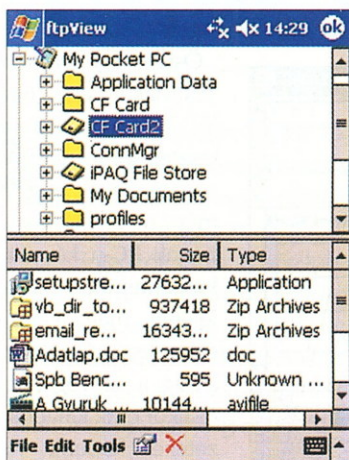 ftpView 14:29 ok
My Pocket PC
Application Data
CF Card
CF Card2
ConnMgr
iPAQ File Store
My Documents
profiles
Name Size Type
setupstre... 27632... Application
vb_dir_to... 937418 Zip Archives
email_re... 16343... Zip Archives
Adatlap.doc 125952 doc
Spb Benc... 595 Unknown ...
A Gyuruk ... 10144... avifile
File Edit Tools